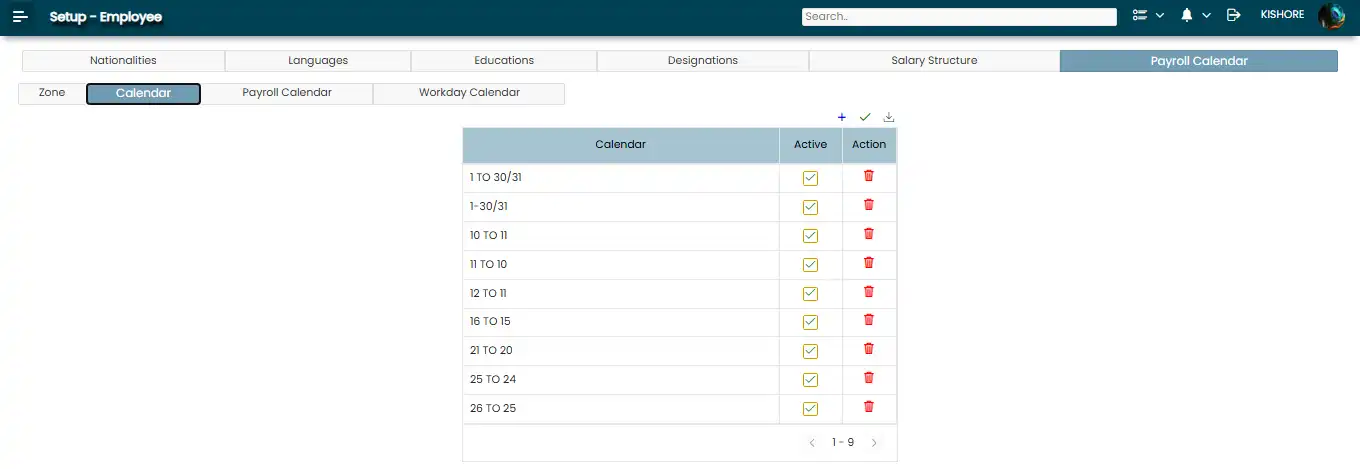 Setup - Employee
Search..
KISHORE
Nationalities Languages Educations Designations Salary Structure Payroll Calendar
Zone Calendar Payroll Calendar Workday Calendar
Calendar Active Action
1 TO 30/31
1-30/31
10 TO 11
11 TO 10
12 TO 11
16 TO 15
21 TO 20
25 TO 24
26 TO 25
1 - 9